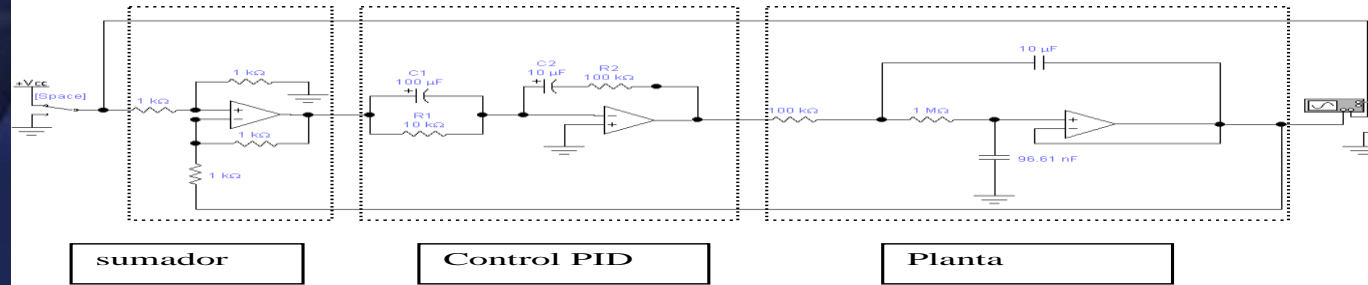 +Vcc
[Space]
1 kΩ
1 kΩ
1 kΩ
1 kΩ
C1
100 µF
R1
10 kΩ
C2
10 µF
R2
100 kΩ
100 kΩ
1 MΩ
10 µF
96.61 nF
sumador
Control PID
Planta